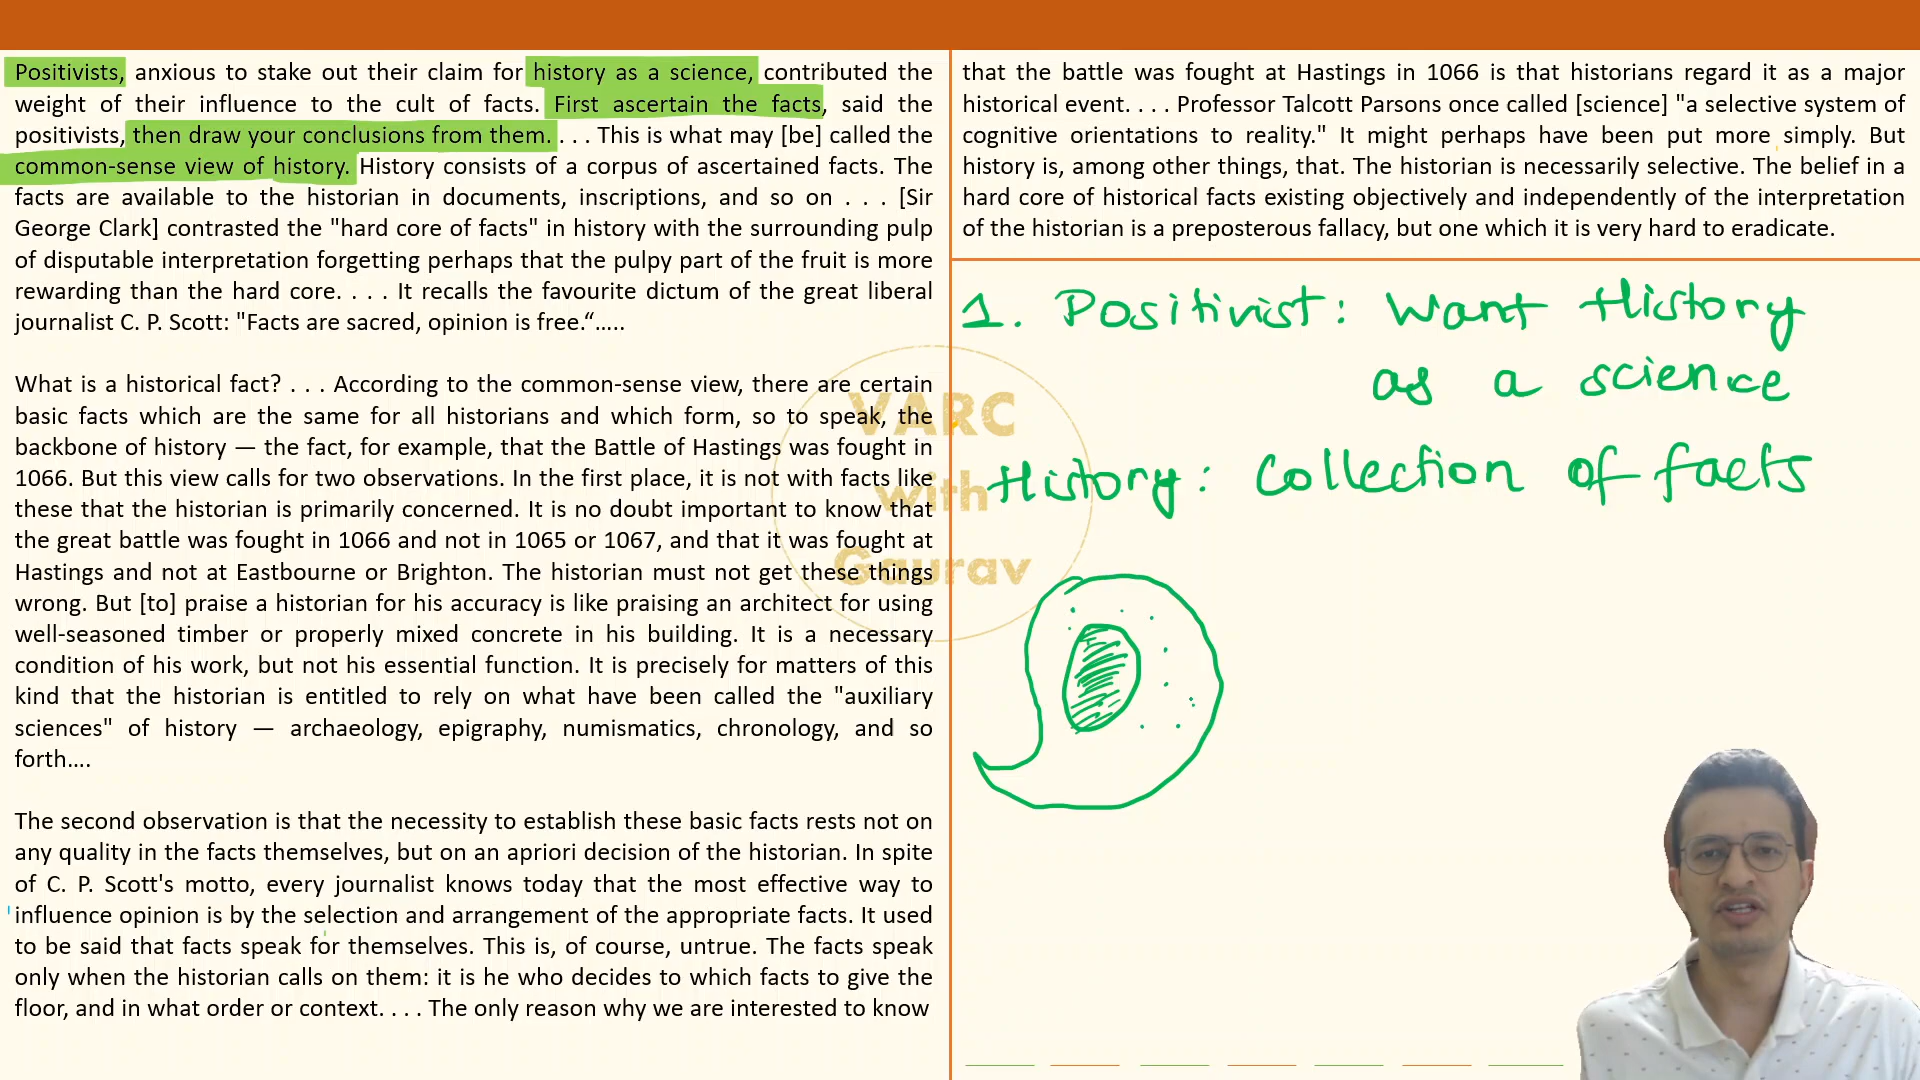 Positivists, anxious to stake out their claim for history as a science, contributed the
weight of their influence to the cult of facts. First ascertain the facts, said the
positivists, then draw your conclusions from them. . . . This is what may [be] called the
common-sense view of history. History consists of a corpus of ascertained facts. The
facts are available to the historian in documents, inscriptions, and so on . . . [Sir
George Clark] contrasted the "hard core of facts" in history with the surrounding pulp
of disputable interpretation forgetting perhaps that the pulpy part of the fruit is more
rewarding than the hard core. . . . It recalls the favourite dictum of the great liberal
journalist C. P. Scott: "Facts are sacred, opinion is free.“…..
What is a historical fact? . . . According to the common-sense view, there are certain
basic facts which are the same for all historians and which form, so to speak, the
backbone of history — the fact, for example, that the Battle of Hastings was fought in
1066. But this view calls for two observations. In the first place, it is not with facts like
these that the historian is primarily concerned. It is no doubt important to know that
the great battle was fought in 1066 and not in 1065 or 1067, and that it was fought at
Hastings and not at Eastbourne or Brighton. The historian must not get these things
wrong. But [to] praise a historian for his accuracy is like praising an architect for using
well-seasoned timber or properly mixed concrete in his building. It is a necessary
condition of his work, but not his essential function. It is precisely for matters of this
kind that the historian is entitled to rely on what have been called the "auxiliary
sciences" of history — archaeology, epigraphy, numismatics, chronology, and so
forth….
The second observation is that the necessity to establish these basic facts rests not on
any quality in the facts themselves, but on an apriori decision of the historian. In spite
of C. P. Scott's motto, every journalist knows today that the most effective way to
influence opinion is by the selection and arrangement of the appropriate facts. It used
to be said that facts speak for themselves. This is, of course, untrue. The facts speak
only when the historian calls on them: it is he who decides to which facts to give the
floor, and in what order or context. . . . The only reason why we are interested to know
that the battle was fought at Hastings in 1066 is that historians regard it as a major
historical event. . . . Professor Talcott Parsons once called [science] "a selective system of
cognitive orientations to reality." It might perhaps have been put more simply. But
history is, among other things, that. The historian is necessarily selective. The belief in a
hard core of historical facts existing objectively and independently of the interpretation
of the historian is a preposterous fallacy, but one which it is very hard to eradicate.
1. Positivist: Want History
as a science
History: Collection of facts
VARC
with
Gaurav